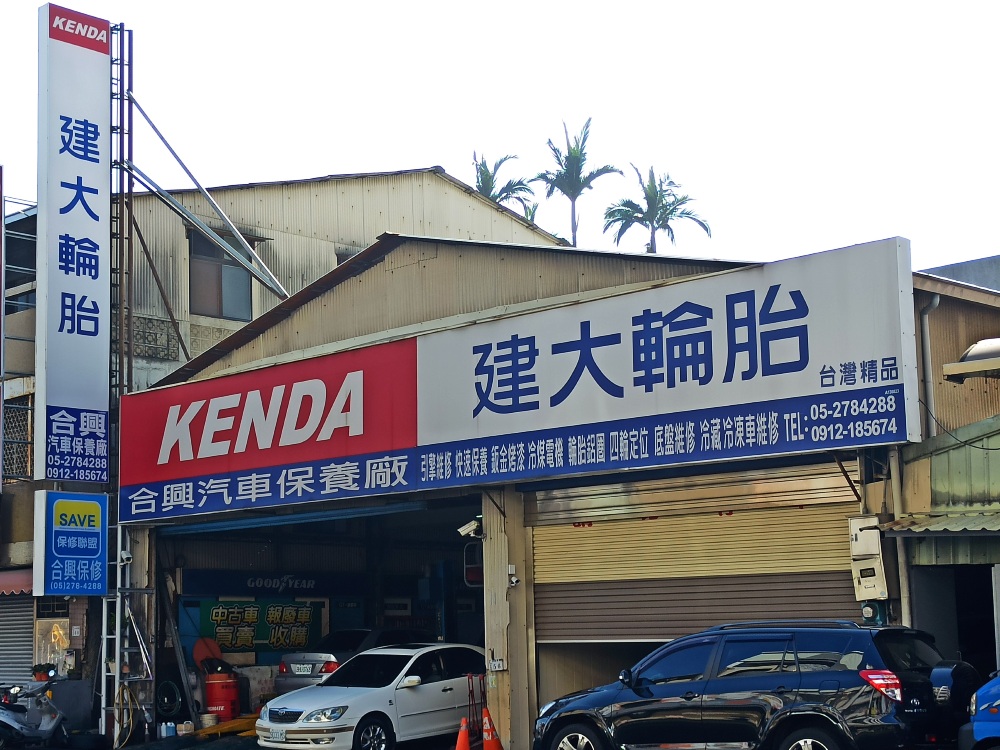 KENDA
建大輪胎
合興
汽車保養廠
05-2784288
0912-185674
SAVE
保修聯盟
合興保修
(05)278-4288
KENDA
建大輪胎
台灣精品
合興汽車保養廠
引擎維修 快速保養 鈑金烤漆 冷媒電機 輪胎鋁圈 四輪定位 底盤維修 冷藏冷凍車維修 TEL:
05-2784288
0912-185674
GOODYEAR
中古車 報廢車
買賣 收購